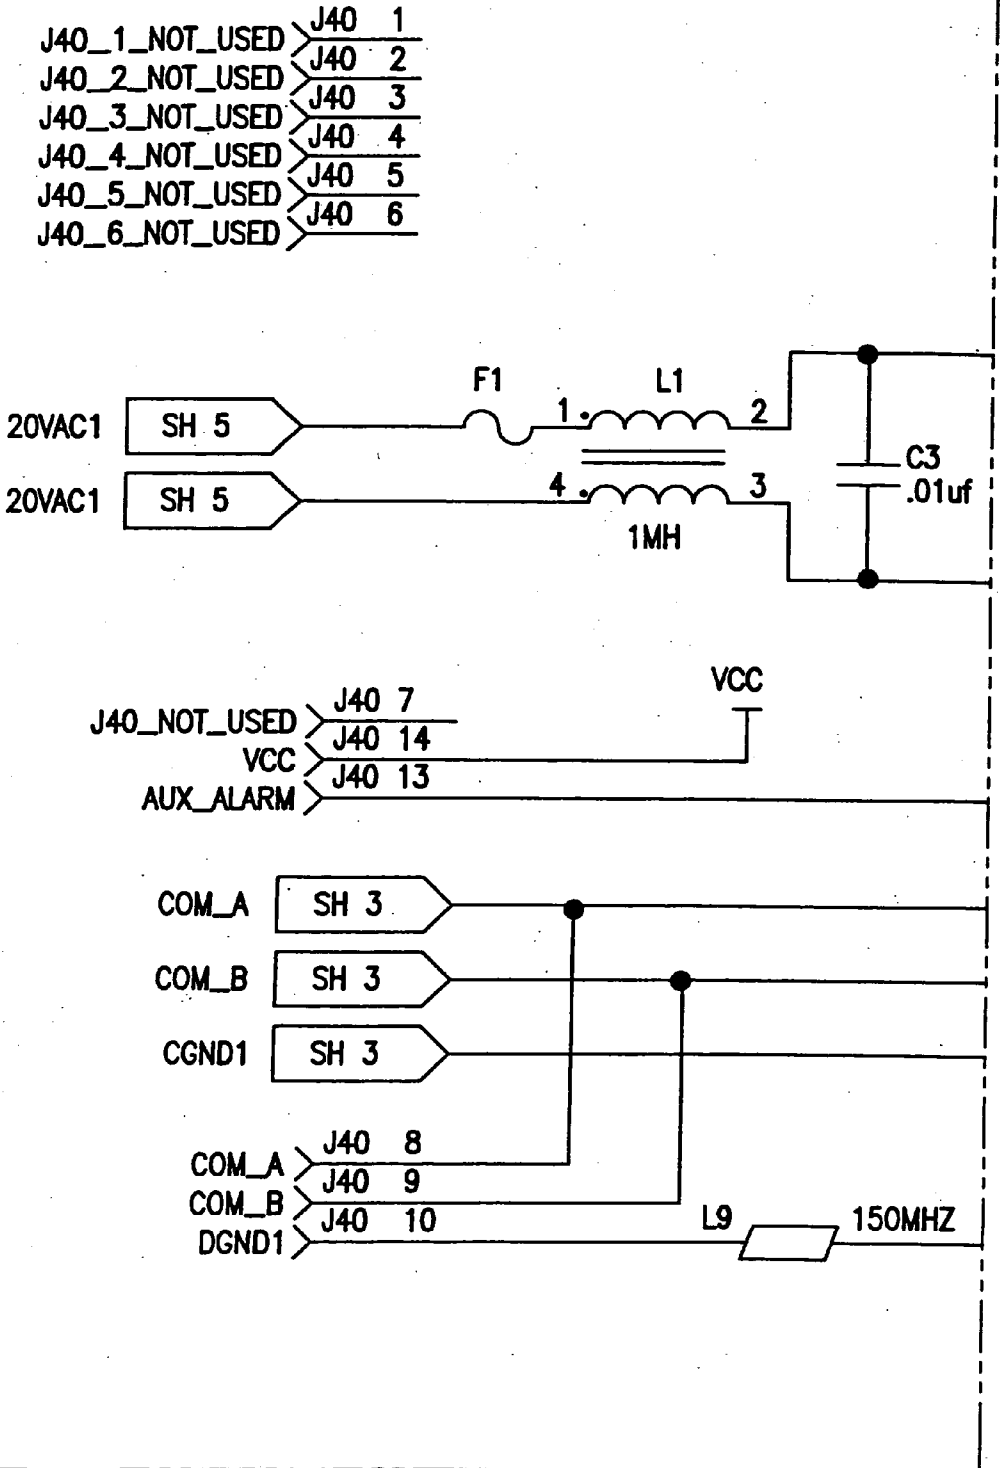 J40 1
J40_1_NOT_USED
J40 2
J40_2_NOT_USED
J40 3
J40_3_NOT_USED
J40 4
J40_4_NOT_USED
J40 5
J40_5_NOT_USED
J40 6
J40_6_NOT_USED
F1 L1
20VAC1 SH 5 1 2
C3
20VAC1 SH 5 4 3 .01uf
1MH
VCC
J40 7
J40_NOT_USED
J40 14
VCC
J40 13
AUX_ALARM
COM_A SH 3
COM_B SH 3
CGND1 SH 3
J40 8
COM_A
J40 9
COM_B
J40 10 L9 150MHZ
DGND1